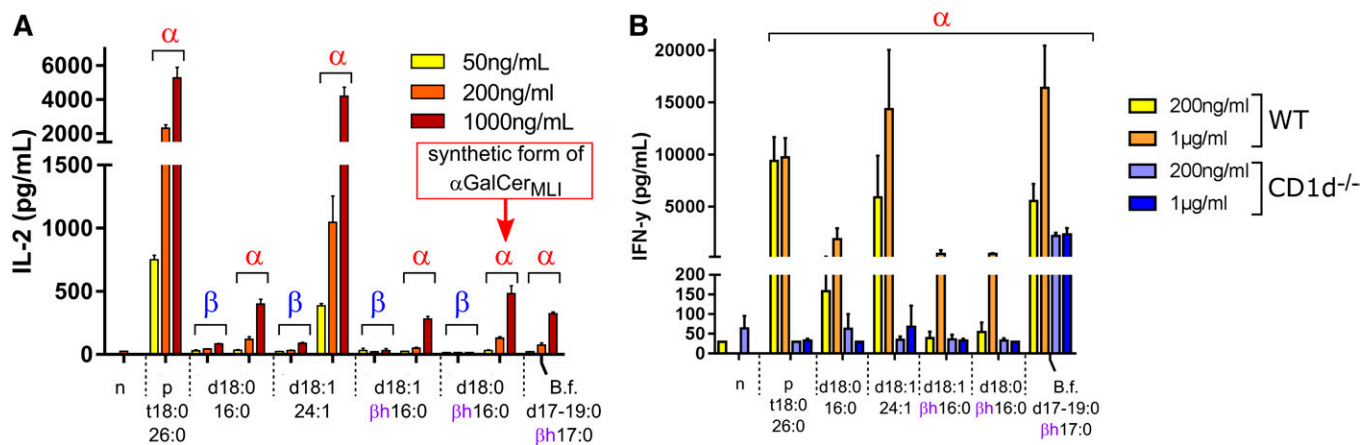 A
IL-2 (pg/mL)
6000
4000
2000
1500
1000
500
0
α
α
50ng/mL
200ng/ml
1000ng/mL
synthetic form of
αGalCerMLI
β
α
β
β
α
β
α
α
n
p
d18:0
d18:1
d18:1
d18:0
B.f.
t18:0
16:0
24:1
βh16:0
βh16:0
d17-19:0
26:0
βh17:0
B
α
IFN-y (pg/mL)
20000
15000
10000
5000
200
150
100
50
0
200ng/ml
1µg/ml
WT
200ng/ml
1µg/ml
CD1d-/-
n
p
d18:0
d18:1
d18:1
d18:0
B.f.
t18:0
16:0
24:1
βh16:0
βh16:0
d17-19:0
26:0
βh17:0